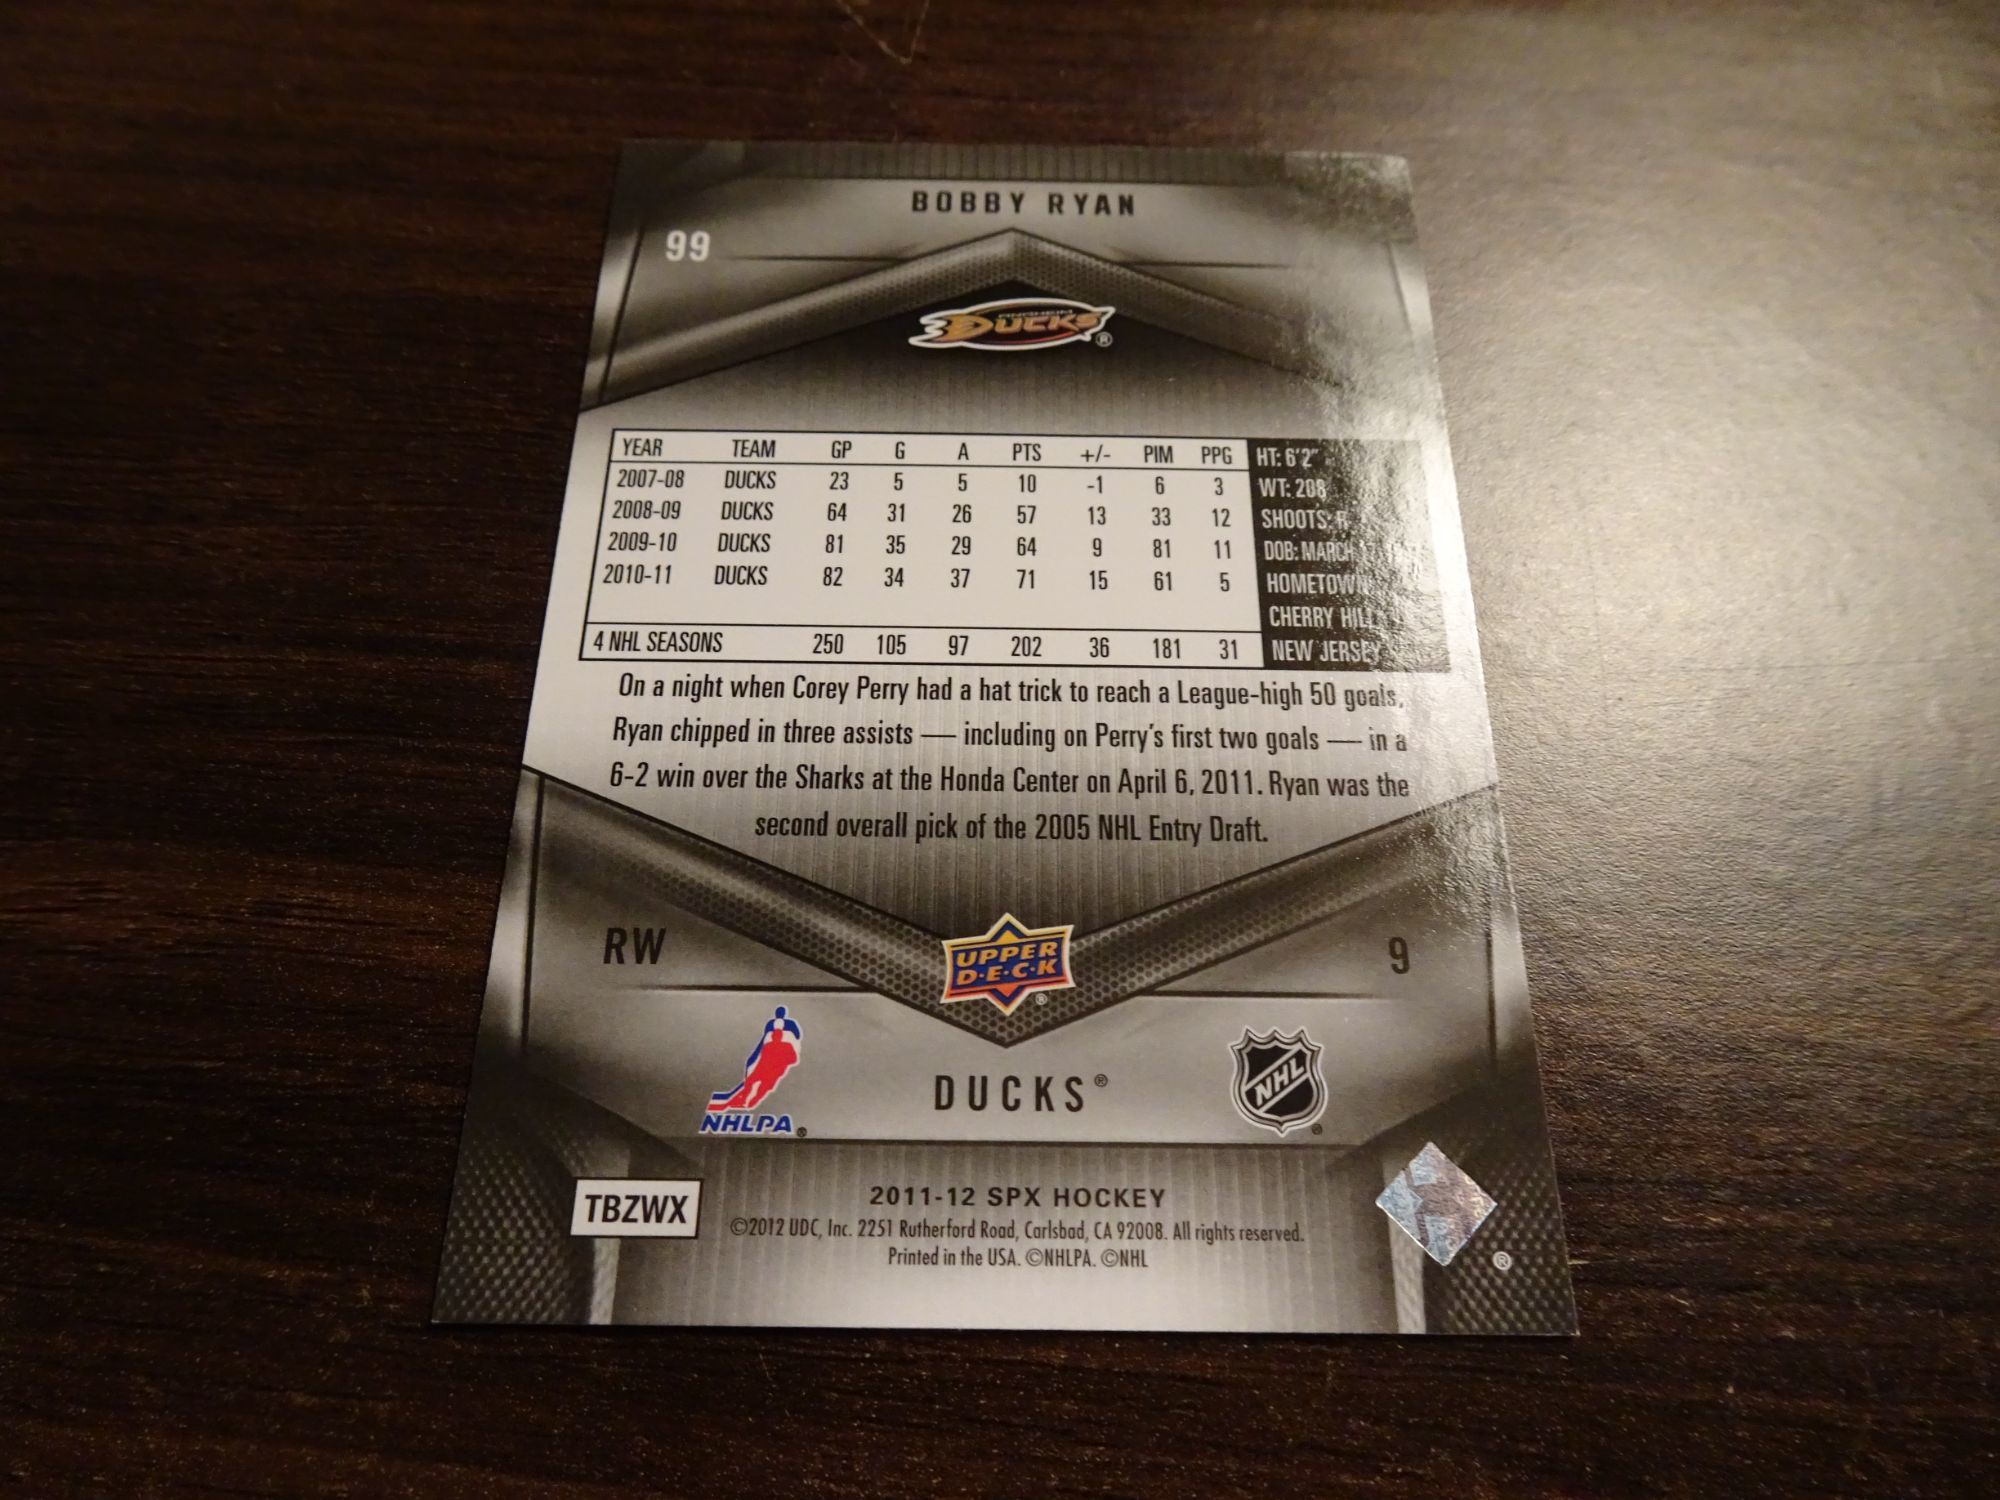 BOBBY RYAN
99
ANAHEIM
DUCKS®
YEAR TEAM GP G A PTS +/- PIM PPG
2007-08 DUCKS 23 5 5 10 -1 6 3
2008-09 DUCKS 64 31 26 57 13 33 12
2009-10 DUCKS 81 35 29 64 9 81 11
2010-11 DUCKS 82 34 37 71 15 61 5
4 NHL SEASONS 250 105 97 202 36 181 31
HT: 6'2"
WT: 208
SHOOTS: R
DOB: MARCH
HOMETOWN
CHERRY HILL
NEW JERSEY
On a night when Corey Perry had a hat trick to reach a League-high 50 goals,
Ryan chipped in three assists — including on Perry's first two goals — in a
6-2 win over the Sharks at the Honda Center on April 6, 2011. Ryan was the
second overall pick of the 2005 NHL Entry Draft.
RW
UPPER
D·E·C·K
®
9
NHLPA®
DUCKS®
NHL
®
TBZWX
2011-12 SPX HOCKEY
©2012 UDC, Inc. 2251 Rutherford Road, Carlsbad, CA 92008. All rights reserved.
Printed in the USA. ©NHLPA. ©NHL
®